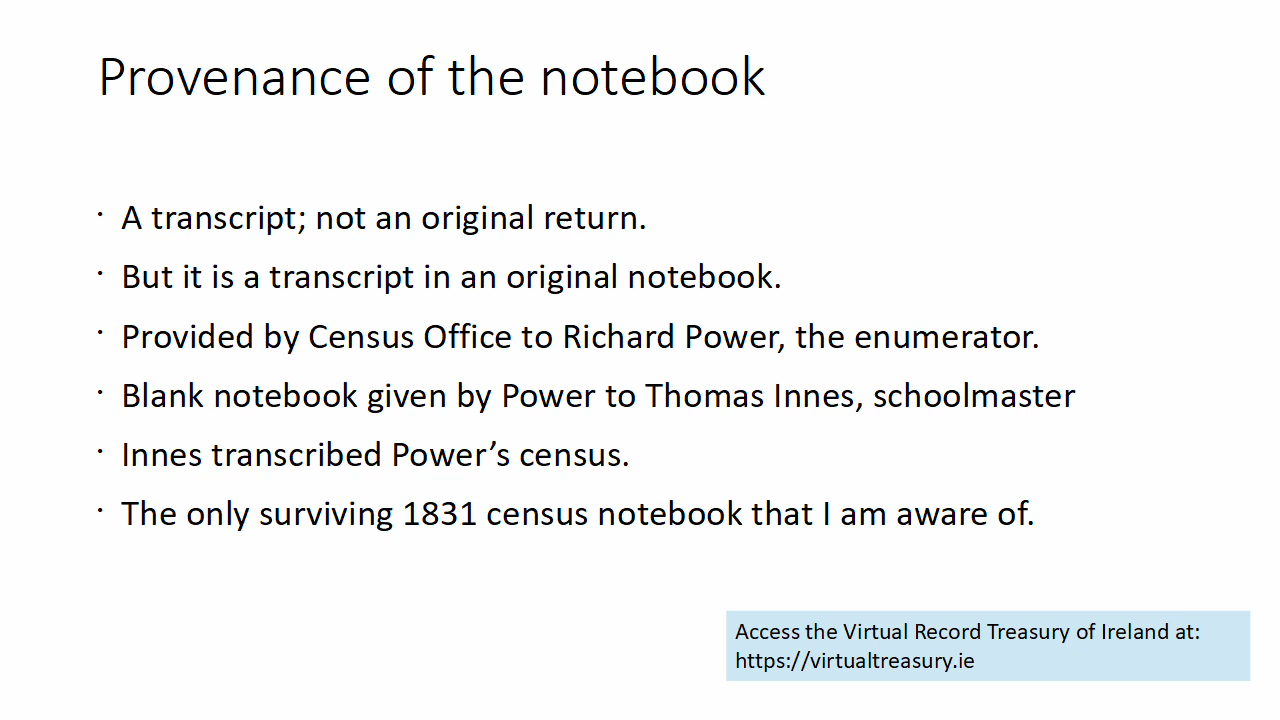 Provenance of the notebook
· A transcript; not an original return.
· But it is a transcript in an original notebook.
· Provided by Census Office to Richard Power, the enumerator.
· Blank notebook given by Power to Thomas Innes, schoolmaster
· Innes transcribed Power’s census.
· The only surviving 1831 census notebook that I am aware of.
Access the Virtual Record Treasury of Ireland at:
https://virtualtreasury.ie